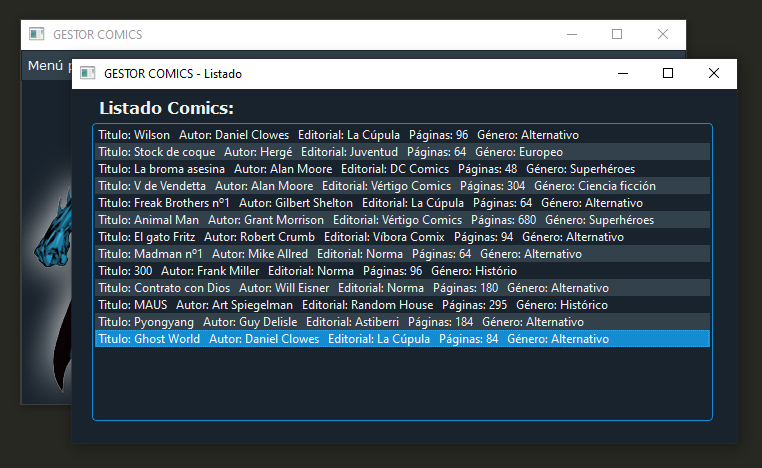 GESTOR COMICS
Menú p
GESTOR COMICS - Listado
Listado Comics:
Titulo: Wilson Autor: Daniel Clowes Editorial: La Cúpula Páginas: 96 Género: Alternativo
Titulo: Stock de coque Autor: Hergé Editorial: Juventud Páginas: 64 Género: Europeo
Titulo: La broma asesina Autor: Alan Moore Editorial: DC Comics Páginas: 48 Género: Superhéroes
Titulo: V de Vendetta Autor: Alan Moore Editorial: Vértigo Comics Páginas: 304 Género: Ciencia ficción
Titulo: Freak Brothers nº1 Autor: Gilbert Shelton Editorial: La Cúpula Páginas: 64 Género: Alternativo
Titulo: Animal Man Autor: Grant Morrison Editorial: Vértigo Comics Páginas: 680 Género: Superhéroes
Titulo: El gato Fritz Autor: Robert Crumb Editorial: Víbora Comix Páginas: 94 Género: Alternativo
Titulo: Madman nº1 Autor: Mike Allred Editorial: Norma Páginas: 64 Género: Alternativo
Titulo: 300 Autor: Frank Miller Editorial: Norma Páginas: 96 Género: Histório
Titulo: Contrato con Dios Autor: Will Eisner Editorial: Norma Páginas: 180 Género: Alternativo
Titulo: MAUS Autor: Art Spiegelman Editorial: Random House Páginas: 295 Género: Histórico
Titulo: Pyongyang Autor: Guy Delisle Editorial: Astiberri Páginas: 184 Género: Alternativo
Titulo: Ghost World Autor: Daniel Clowes Editorial: La Cúpula Páginas: 84 Género: Alternativo